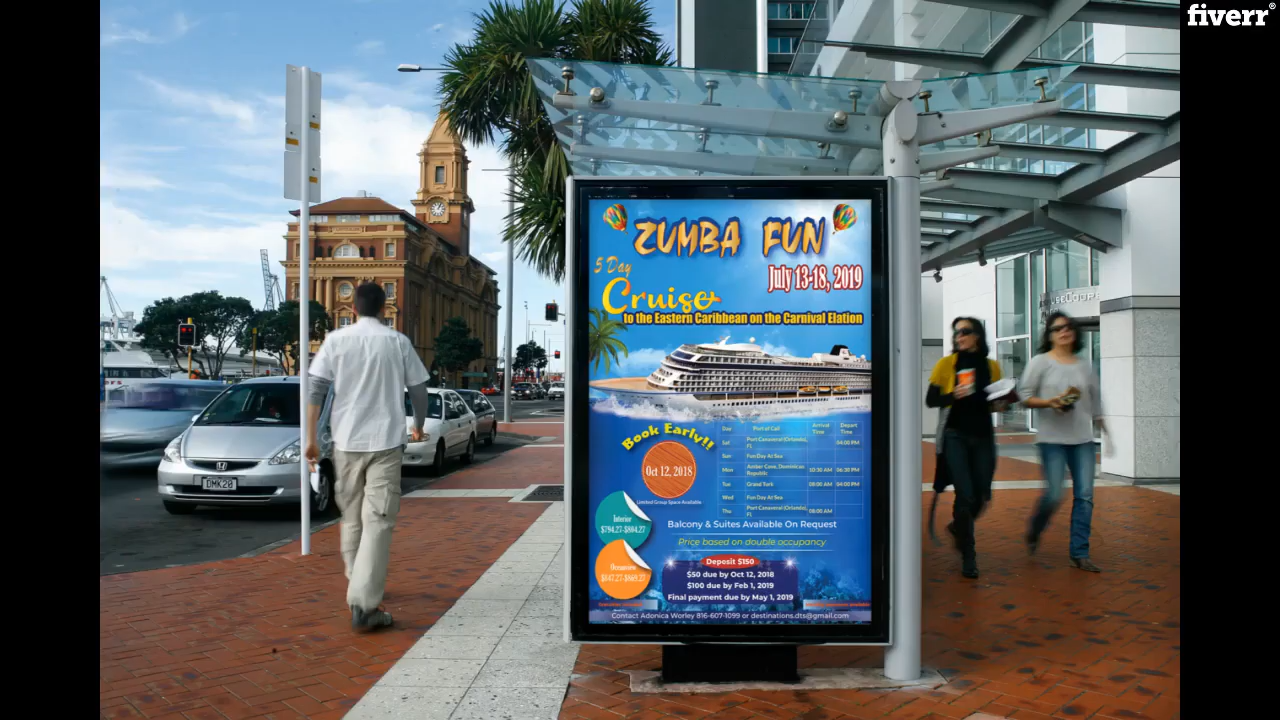 fiverr®
ZUMBA FUN
July 13-18, 2019
5 Day
Cruise
to the Eastern Caribbean on the Carnival Elation
Book Early!!
Oct 12, 2018
Limited Group Space Available
Day Port of Call Arrival Time Depart Time
Sat Port Canaveral (Orlando), FL 04:00 PM
Sun Fun Day At Sea
Mon Amber Cove, Dominican Republic 10:30 AM 06:30 PM
Tue Grand Turk 08:00 AM 04:00 PM
Wed Fun Day At Sea
Thu Port Canaveral (Orlando), FL 08:00 AM
Interior
$794.27-$804.27
Oceanview
$847.27-$869.27
Balcony & Suites Available On Request
Price based on double occupancy
Deposit $150
$50 due by Oct 12, 2018
$100 due by Feb 1, 2019
Final payment due by May 1, 2019
Contact Adonica Worley 816-607-1099 or destinations.dts@gmail.com
DMK20